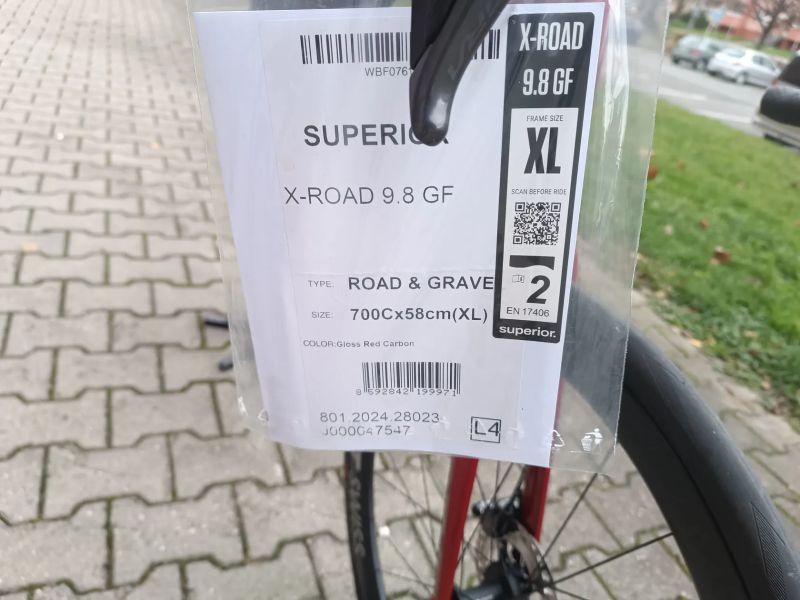 WBF0761
SUPERIOR
X-ROAD 9.8 GF
TYPE: ROAD & GRAVE
SIZE: 700Cx58cm(XL)
COLOR:Gloss Red Carbon
8 592842 199971
801.2024.28023
J000047547
L4
X-ROAD
9.8 GF
FRAME SIZE
XL
SCAN BEFORE RIDE
2
EN 17406
superior.